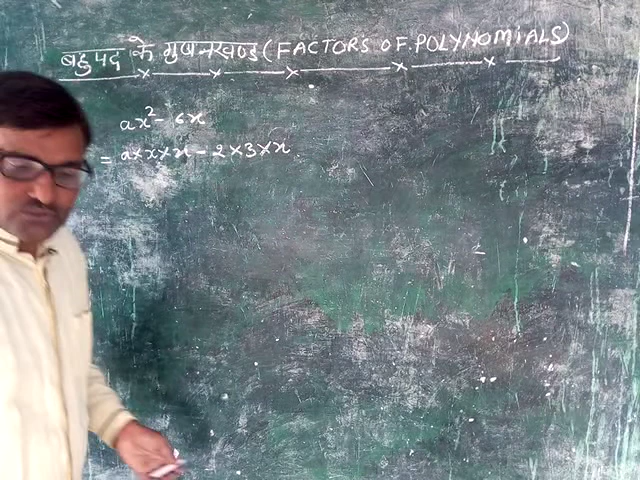 बहुपद के गुणनखण्ड (FACTORS OF POLYNOMIALS)
ax² - 6x
= a×x×x - 2×3×x